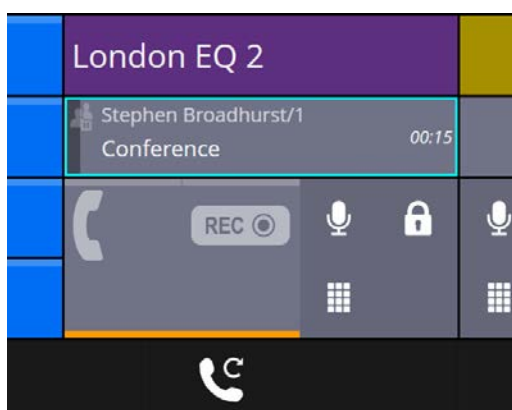 London EQ 2
Stephen Broadhurst/1
Conference
00:15
REC